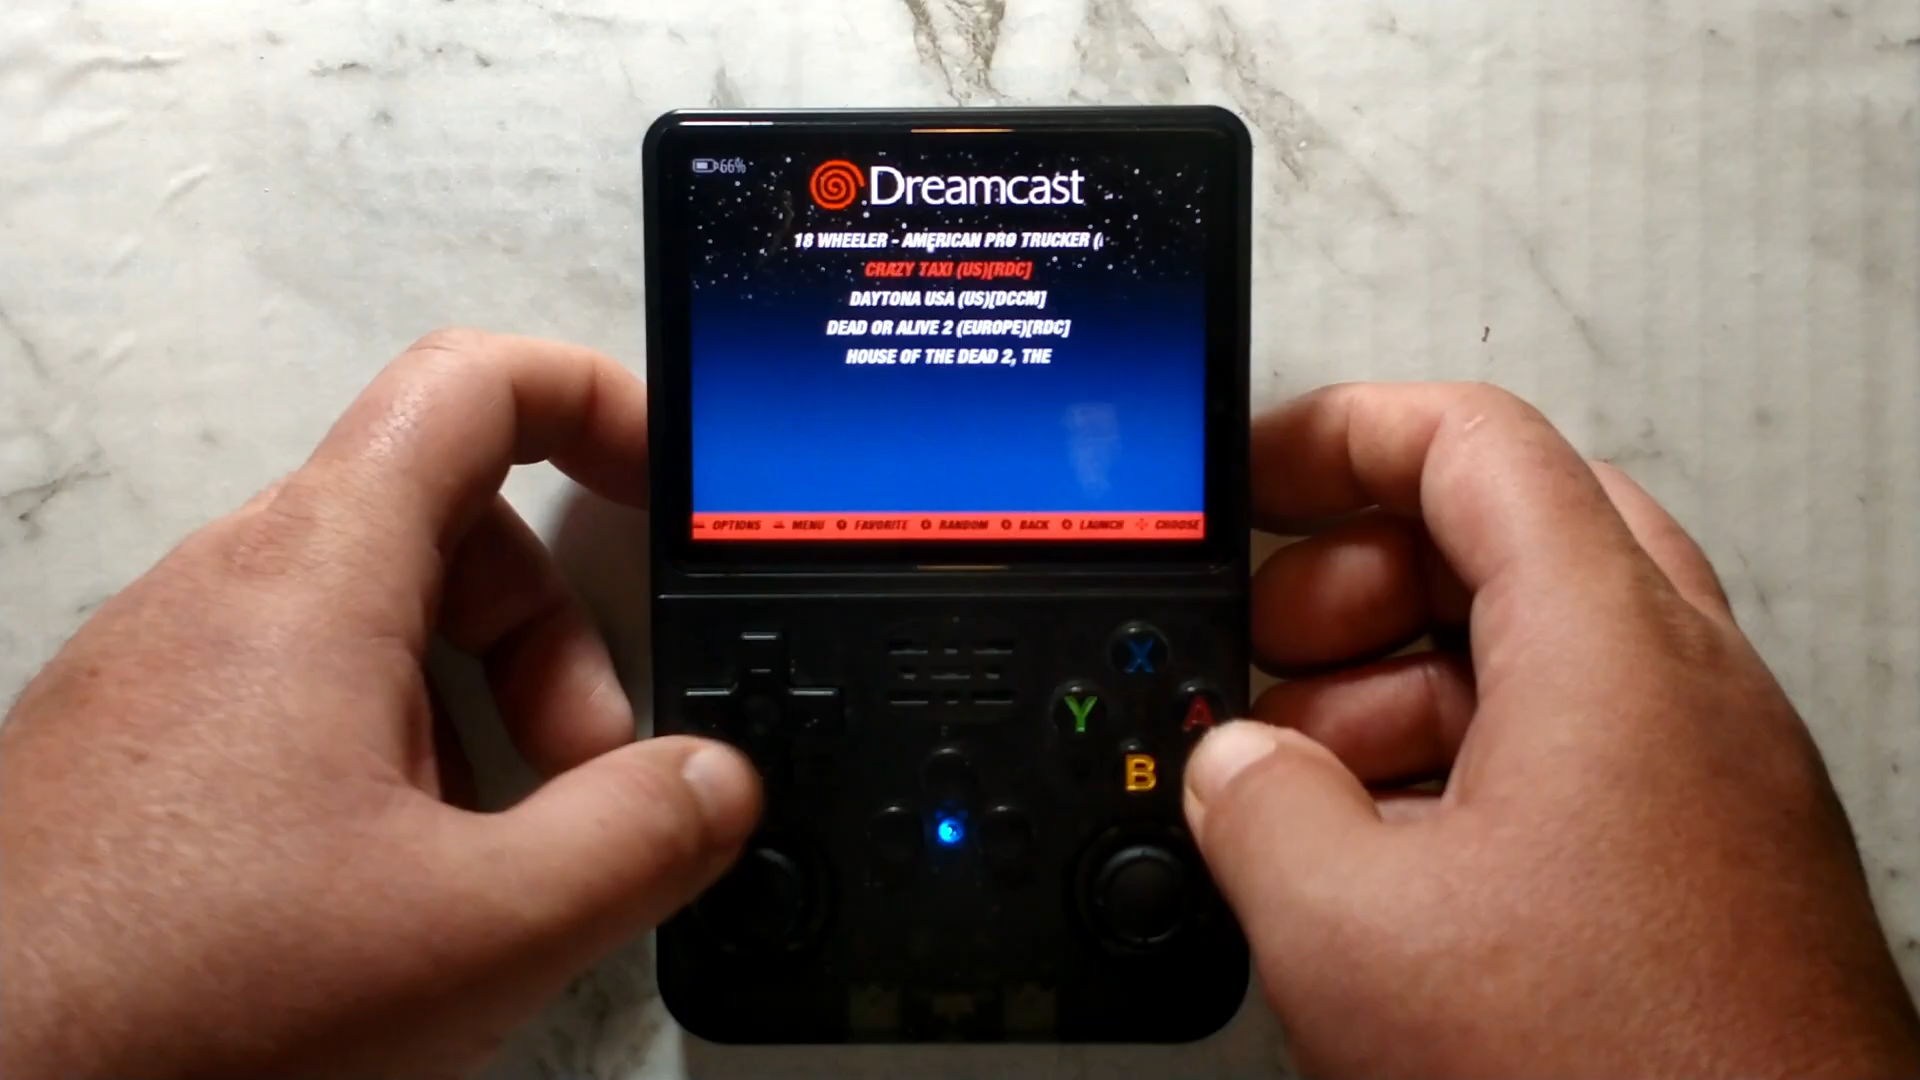 66%
Dreamcast
18 WHEELER - AMERICAN PRO TRUCKER (
CRAZY TAXI (US)[RDC]
DAYTONA USA (US)[DCCM]
DEAD OR ALIVE 2 (EUROPE)[RDC]
HOUSE OF THE DEAD 2, THE
OPTIONS MENU FAVORITE RANDOM BACK LAUNCH CHOOSE
X
Y A
B